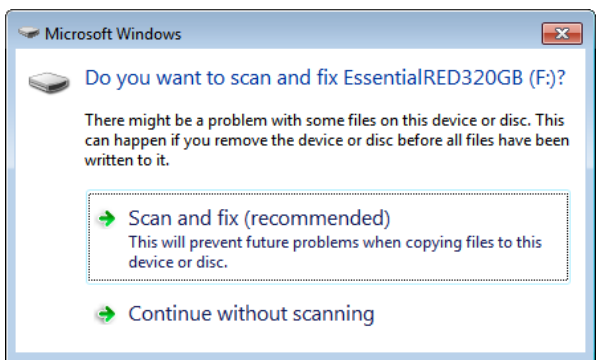 Microsoft Windows
Do you want to scan and fix EssentialRED320GB (F:)?
There might be a problem with some files on this device or disc. This
can happen if you remove the device or disc before all files have been
written to it.
Scan and fix (recommended)
This will prevent future problems when copying files to this
device or disc.
Continue without scanning